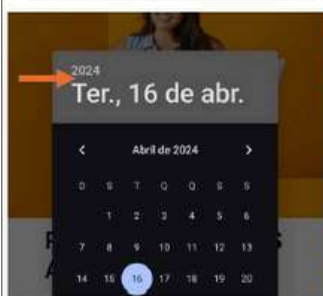 2024
Ter., 16 de abr.
Abril de 2024
D S T Q Q S S
1 2 3 4 5 6
7 8 9 10 11 12 13
14 15 16 17 18 19 20